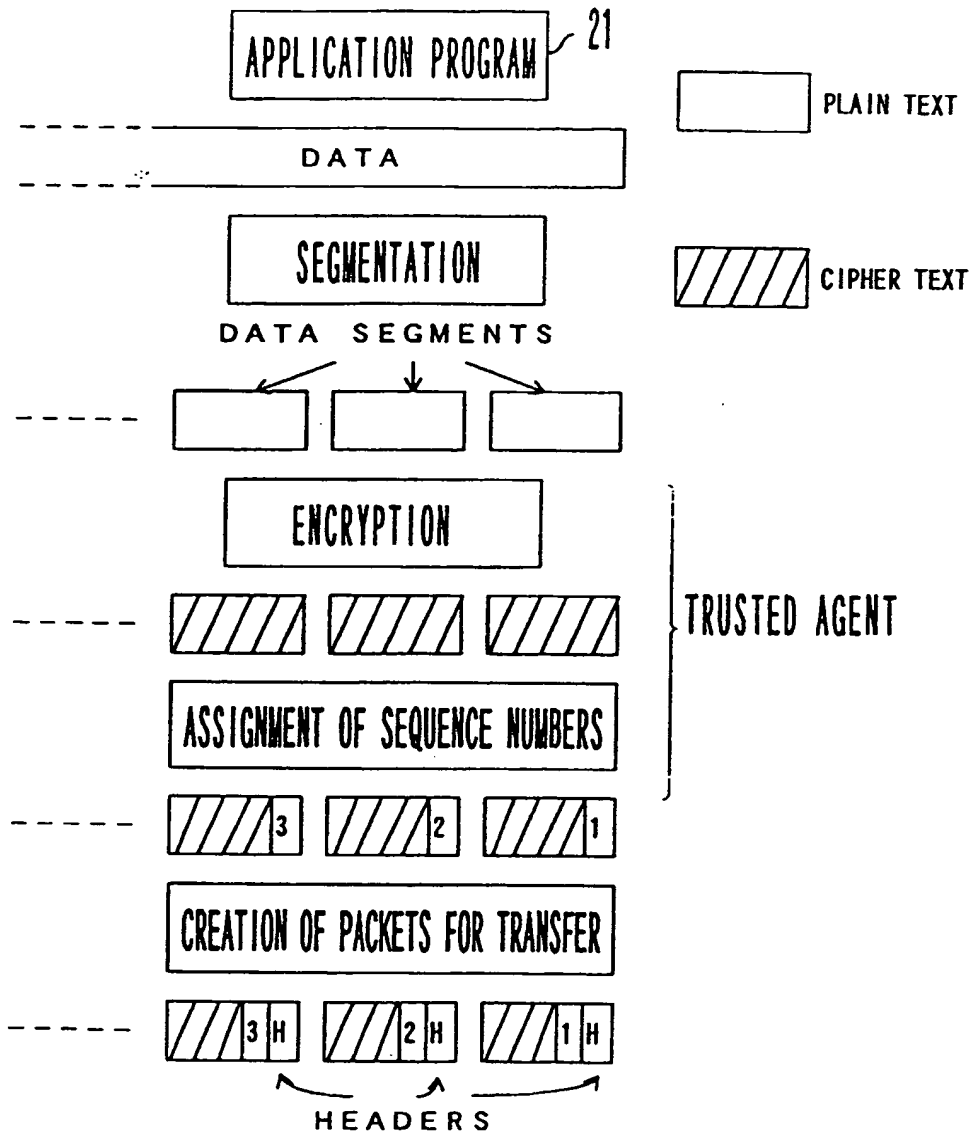 APPLICATION PROGRAM
21
PLAIN TEXT
DATA
SEGMENTATION
CIPHER TEXT
DATA SEGMENTS
ENCRYPTION
TRUSTED AGENT
ASSIGNMENT OF SEQUENCE NUMBERS
3 2 1
CREATION OF PACKETS FOR TRANSFER
3 H 2 H 1 H
HEADERS